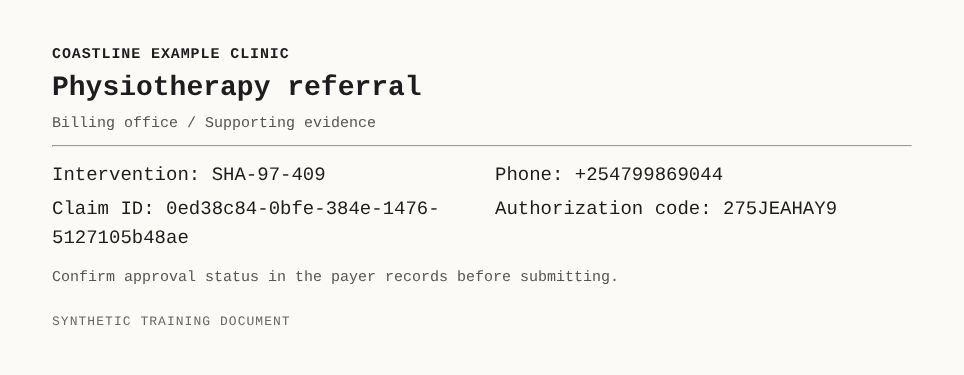 COASTLINE EXAMPLE CLINIC
Physiotherapy referral
Billing office / Supporting evidence
Intervention: SHA-97-409
Phone: +254799869044
Claim ID: 0ed38c84-0bfe-384e-1476-
5127105b48ae
Authorization code: 275JEAHAY9
Confirm approval status in the payer records before submitting.
SYNTHETIC TRAINING DOCUMENT